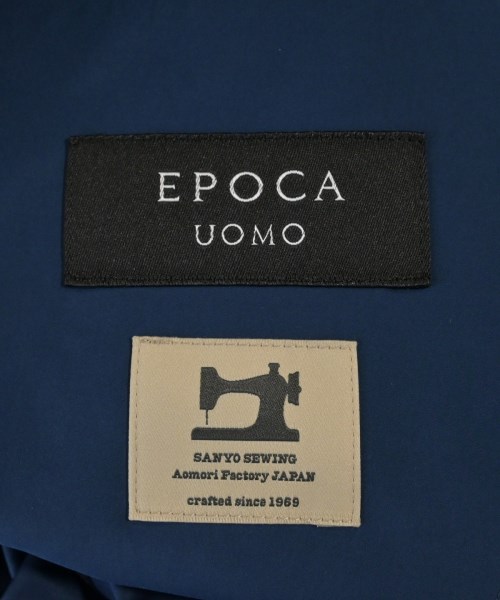 EPOCA
UOMO
SANYO SEWING
Aomori Factory JAPAN
crafted since 1969